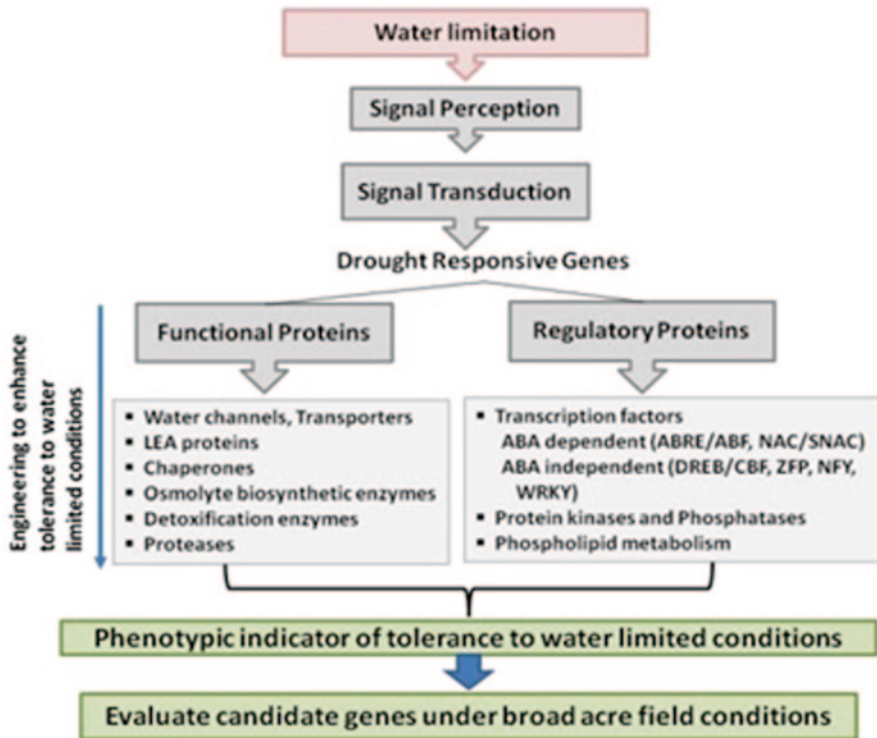 Water limitation
Signal Perception
Signal Transduction
Drought Responsive Genes
Engineering to enhance
tolerance to water
limited conditions
Functional Proteins
▪ Water channels, Transporters
▪ LEA proteins
▪ Chaperones
▪ Osmolyte biosynthetic enzymes
▪ Detoxification enzymes
▪ Proteases
Regulatory Proteins
▪ Transcription factors
ABA dependent (ABRE/ABF, NAC/SNAC)
ABA independent (DREB/CBF, ZFP, NFY,
WRKY)
▪ Protein kinases and Phosphatases
▪ Phospholipid metabolism
Phenotypic indicator of tolerance to water limited conditions
Evaluate candidate genes under broad acre field conditions